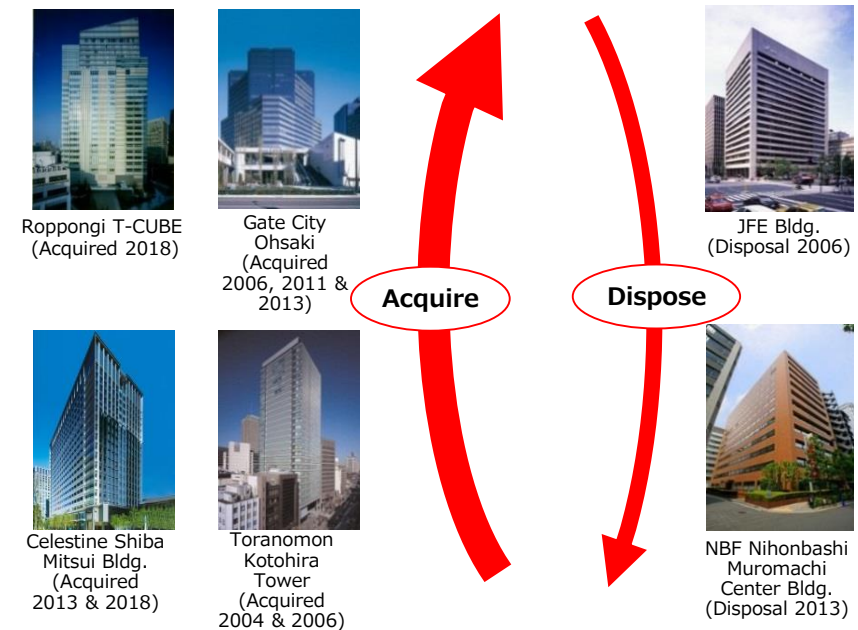 Roppongi T-CUBE
(Acquired 2018)
Gate City
Ohsaki
(Acquired
2006, 2011 &
2013)
Acquire
Dispose
JFE Bldg.
(Disposal 2006)
Celestine Shiba
Mitsui Bldg.
(Acquired
2013 & 2018)
Toranomon
Kotohira
Tower
(Acquired
2004 & 2006)
NBF Nihonbashi
Muromachi
Center Bldg.
(Disposal 2013)